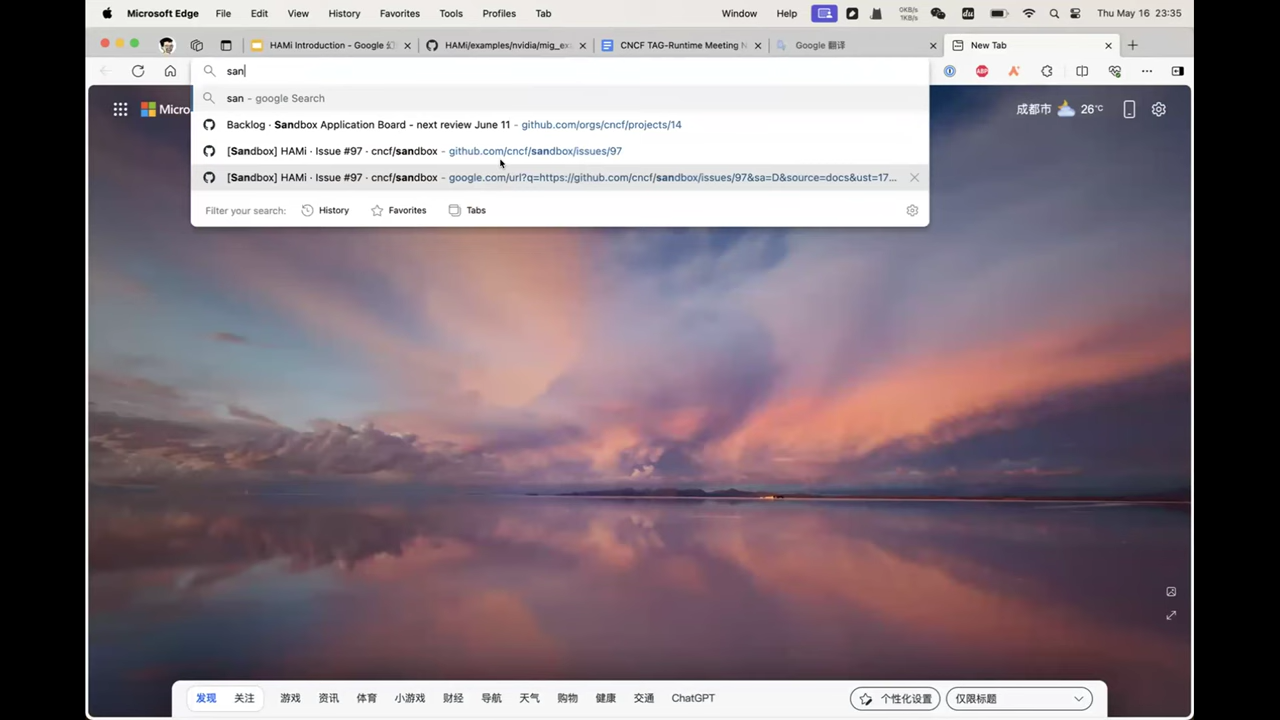 Microsoft Edge File Edit View History Favorites Tools Profiles Tab Window Help 0KB/s 1KB/s du Thu May 16 23:35
HAMi Introduction - Google 幻 HAMi/examples/nvidia/mig_ex CNCF TAG-Runtime Meeting N Google 翻译 New Tab
san ABP
san - google Search
Backlog · Sandbox Application Board - next review June 11 - github.com/orgs/cncf/projects/14
[Sandbox] HAMi · Issue #97 · cncf/sandbox - github.com/cncf/sandbox/issues/97
[Sandbox] HAMi · Issue #97 · cncf/sandbox - google.com/url?q=https://github.com/cncf/sandbox/issues/97&sa=D&source=docs&ust=17...
Filter your search: History Favorites Tabs
Micro
成都市 26℃
发现 关注 游戏 资讯 体育 小游戏 财经 导航 天气 购物 健康 交通 ChatGPT 个性化设置 仅限标题